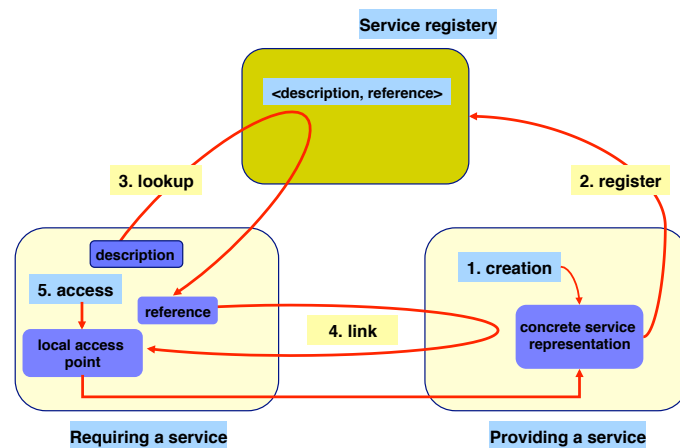 Service registery
<description, reference>
3. lookup
2. register
description
1. creation
5. access
reference
4. link
concrete service
representation
local access
point
Requiring a service
Providing a service